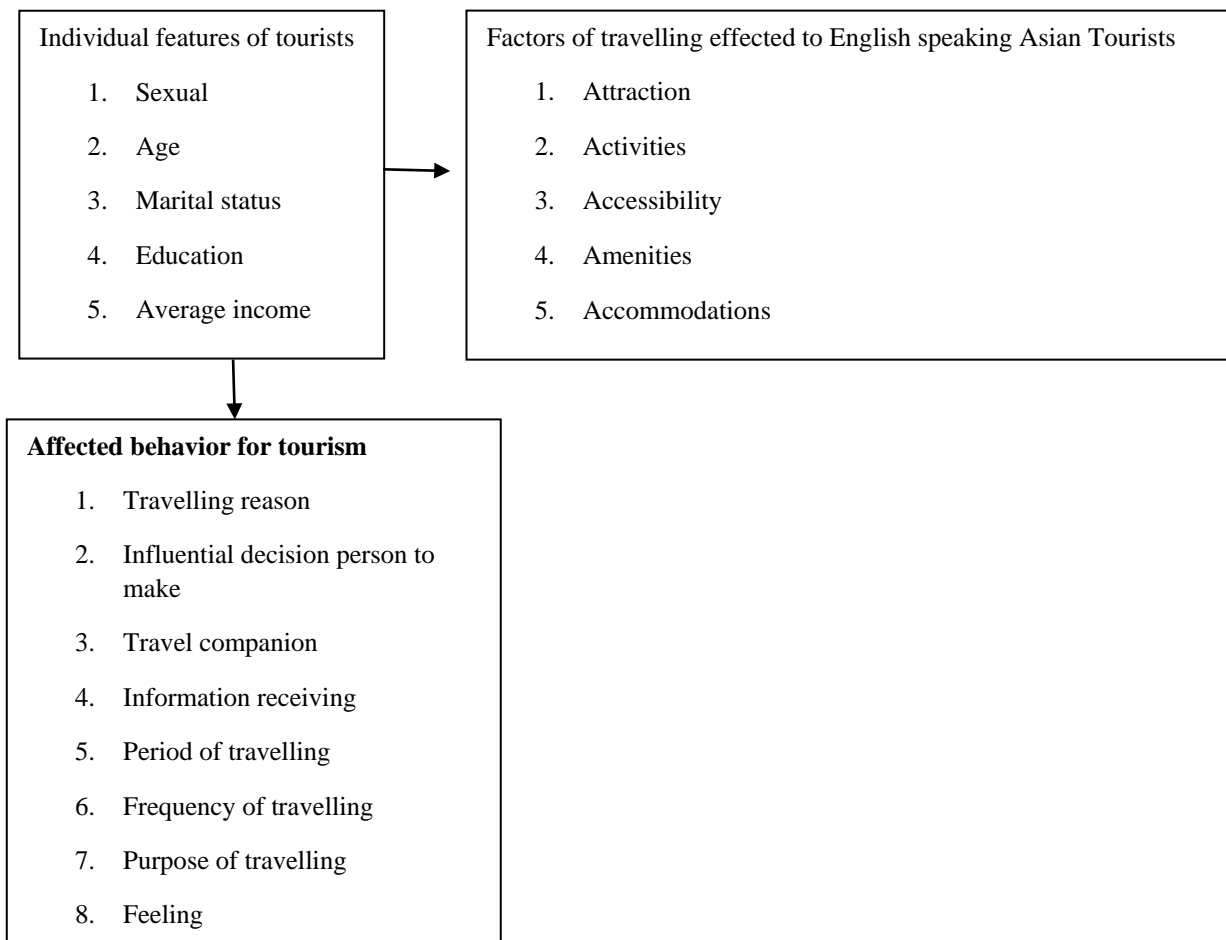 Individual features of tourists
1. Sexual
2. Age
3. Marital status
4. Education
5. Average income
Factors of travelling effected to English speaking Asian Tourists
1. Attraction
2. Activities
3. Accessibility
4. Amenities
5. Accommodations
Affected behavior for tourism
1. Travelling reason
2. Influential decision person to
make
3. Travel companion
4. Information receiving
5. Period of travelling
6. Frequency of travelling
7. Purpose of travelling
8. Feeling